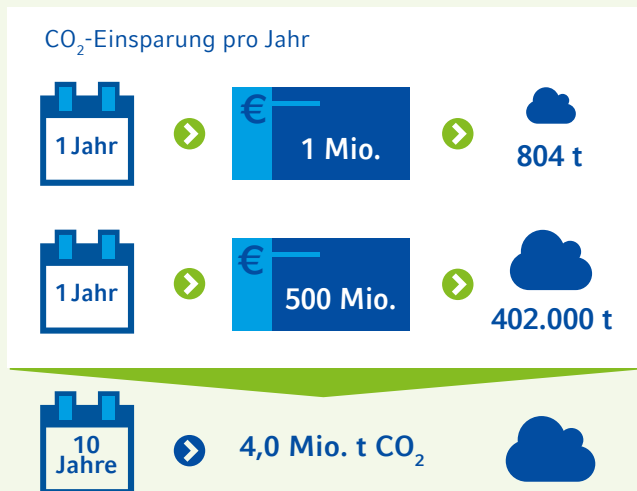 CO₂-Einsparung pro Jahr
1 Jahr
€
1 Mio.
804 t
1 Jahr
€
500 Mio.
402.000 t
10
Jahre
4,0 Mio. t CO₂